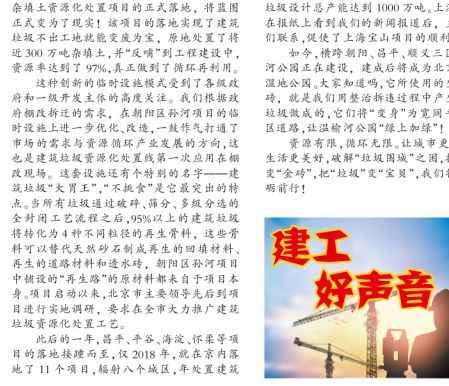 杂填土资源化处置项目的正式落地，将蓝图
正式变为了现实！该项目的落地实现了建筑
垃圾不出工地就能变废为宝，原地处置了将
近300万吨杂填土，并“反哺”到工程建设中，
资源率达到了97%，真正做到了循环再利用。
这种创新的临时设施模式受到了各级政
府和一级开发主体的高度关注。我们根据政
府棚改拆迁的需求，在朝阳区孙河项目的临
时设施上进一步优化、改造，一鼓作气打通了
市场的需求与资源循环产业发展的方向，这
也是建筑垃圾资源化处置线第一次应用在棚
改现场。这套设施还有个特别的名字——建
筑垃圾“大胃王”，“不挑食”是它最突出的特
点。当所有垃圾通过破碎、筛分、多级分选的
全封闭工艺流程之后，95%以上的建筑垃圾
将转化为4种不同粒径的再生骨料，这些骨
料可以替代天然砂石制成再生的回填材料、
再生的道路材料和透水砖，朝阳区孙河项目
中铺设的“再生路”的原材料都来自于项目本
身。项目启动以来，北京市主要领导先后到项
目进行实地调研，要求在全市大力推广建筑
垃圾资源化处置工艺。
此后的一年，昌平、平谷、海淀、怀柔等项
目的落地接踵而至，仅2018年，就在京内落
地了11个项目，辐射八个城区，年处置建筑
垃圾设计总产能达到1000万吨。上海
在报纸上看到我们的新闻报道后，
们联系，促使了上海宝山项目的顺利
如今，横跨朝阳、昌平、顺义三区
河公园正在建设，建成后将成为北
湿地公园。大家知道吗，它所使用的
砖，就是我们用整治拆违过程中产
垃圾做成的，它们将“变身”为宽阔
区道路，让温榆河公园“绿上加绿”！
资源有限，循环无限。让城市更
生活更美好，破解“垃圾围城”之困，
变“金砖”，把“垃圾”变“宝贝”，我们
砺前行！
建工
好声音